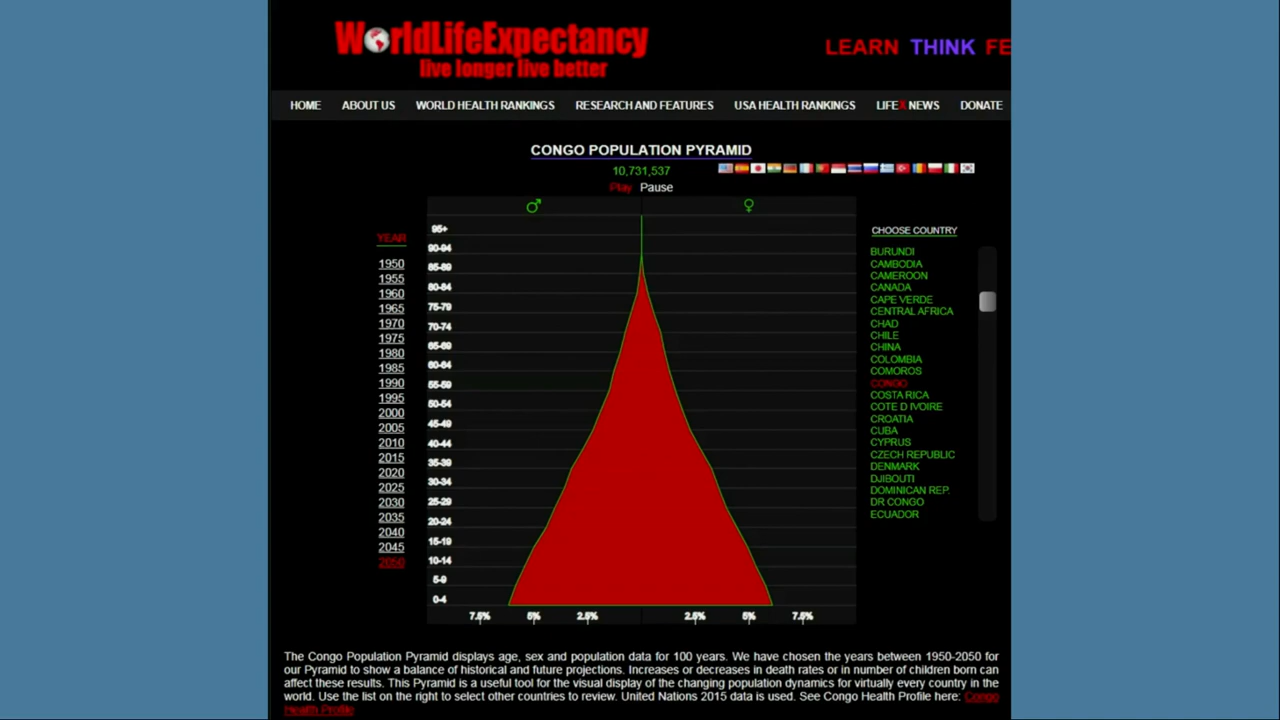 WorldLifeExpectancy
live longer live better
LEARN THINK FE
HOME ABOUT US WORLD HEALTH RANKINGS RESEARCH AND FEATURES USA HEALTH RANKINGS LIFEXNEWS DONATE
CONGO POPULATION PYRAMID
10,731,537
Play Pause
YEAR
1950
1955
1960
1965
1970
1975
1980
1985
1990
1995
2000
2005
2010
2015
2020
2025
2030
2035
2040
2045
2050
♂ ♀
95+
90-94
85-89
80-84
75-79
70-74
65-69
60-64
55-59
50-54
45-49
40-44
35-39
30-34
25-29
20-24
15-19
10-14
5-9
0-4
7.5% 5% 2.5% 2.5% 5% 7.5%
CHOOSE COUNTRY
BURUNDI
CAMBODIA
CAMEROON
CANADA
CAPE VERDE
CENTRAL AFRICA
CHAD
CHILE
CHINA
COLOMBIA
COMOROS
CONGO
COSTA RICA
COTE D IVOIRE
CROATIA
CUBA
CYPRUS
CZECH REPUBLIC
DENMARK
DJIBOUTI
DOMINICAN REP.
DR CONGO
ECUADOR
The Congo Population Pyramid displays age, sex and population data for 100 years. We have chosen the years between 1950-2050 for
our Pyramid to show a balance of historical and future projections. Increases or decreases in death rates or in number of children born can
affect these results. This Pyramid is a useful tool for the visual display of the changing population dynamics for virtually every country in the
world. Use the list on the right to select other countries to review. United Nations 2015 data is used. See Congo Health Profile here: Congo
Health Profile